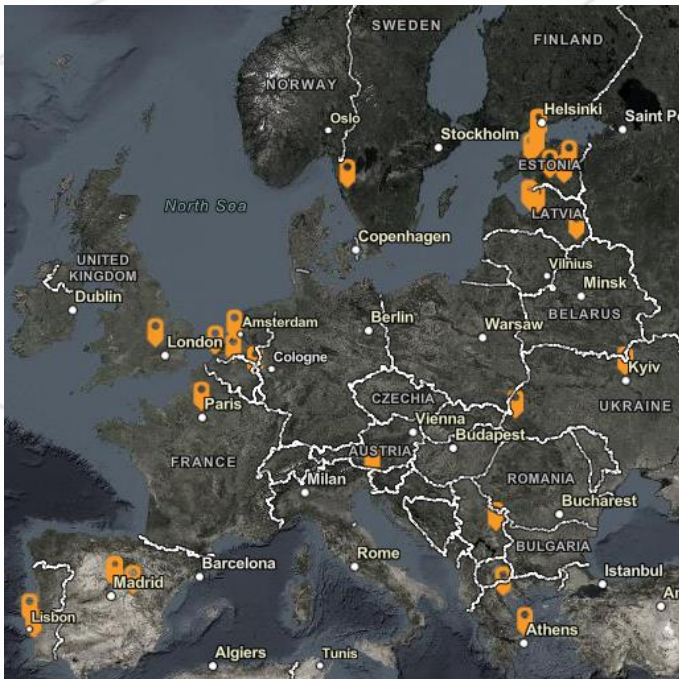 SWEDEN
FINLAND
NORWAY
Oslo
Helsinki
Saint Pe
Stockholm
ESTONIA
North Sea
LATVIA
Copenhagen
UNITED
KINGDOM
Vilnius
Minsk
Dublin
BELARUS
Amsterdam
Berlin
London
Warsaw
Cologne
Kyiv
CZECHIA
Paris
UKRAINE
Vienna
FRANCE
AUSTRIA
Budapest
Milan
ROMANIA
Bucharest
BULGARIA
Barcelona
Rome
Madrid
Istanbul
Lisbon
An
Athens
Algiers
Tunis